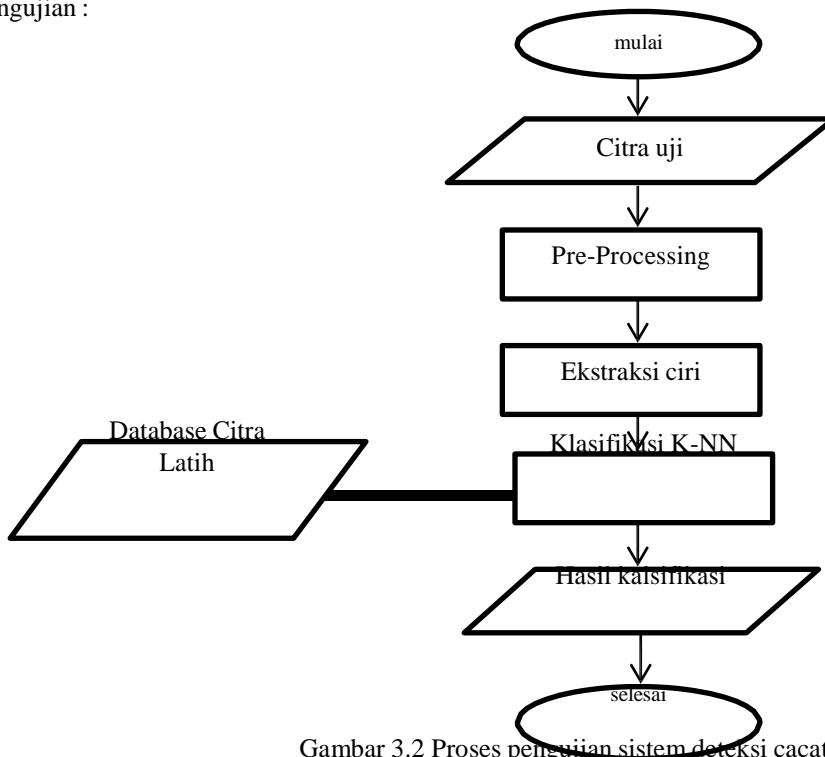 ngujian :
mulai
Citra uji
Pre-Processing
Ekstraksi ciri
Database Citra
Latih
Klasifikasi K-NN
Hasil kalsifikasi
selesai
Gambar 3.2 Proses pengujian sistem deteksi cacat